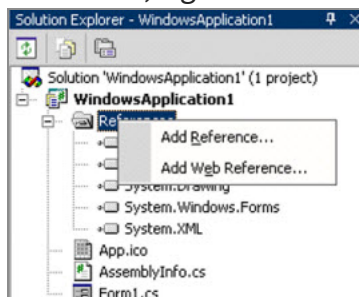 Solution Explorer - WindowsApplication1
Solution 'WindowsApplication1' (1 project)
WindowsApplication1
Add Reference...
Add Web Reference...
System.Drawing
System.Windows.Forms
System.XML
App.ico
AssemblyInfo.cs
Form1.cs